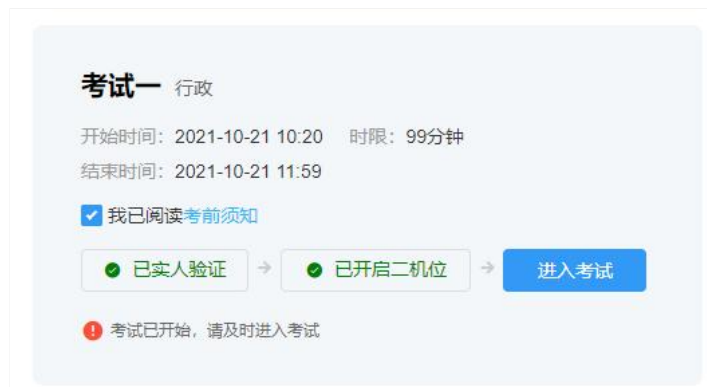 考试一 行政
开始时间：2021-10-21 10:20 时限：99分钟
结束时间：2021-10-21 11:59
我已阅读考前须知
已实人验证 已开启二机位 进入考试
考试已开始，请及时进入考试